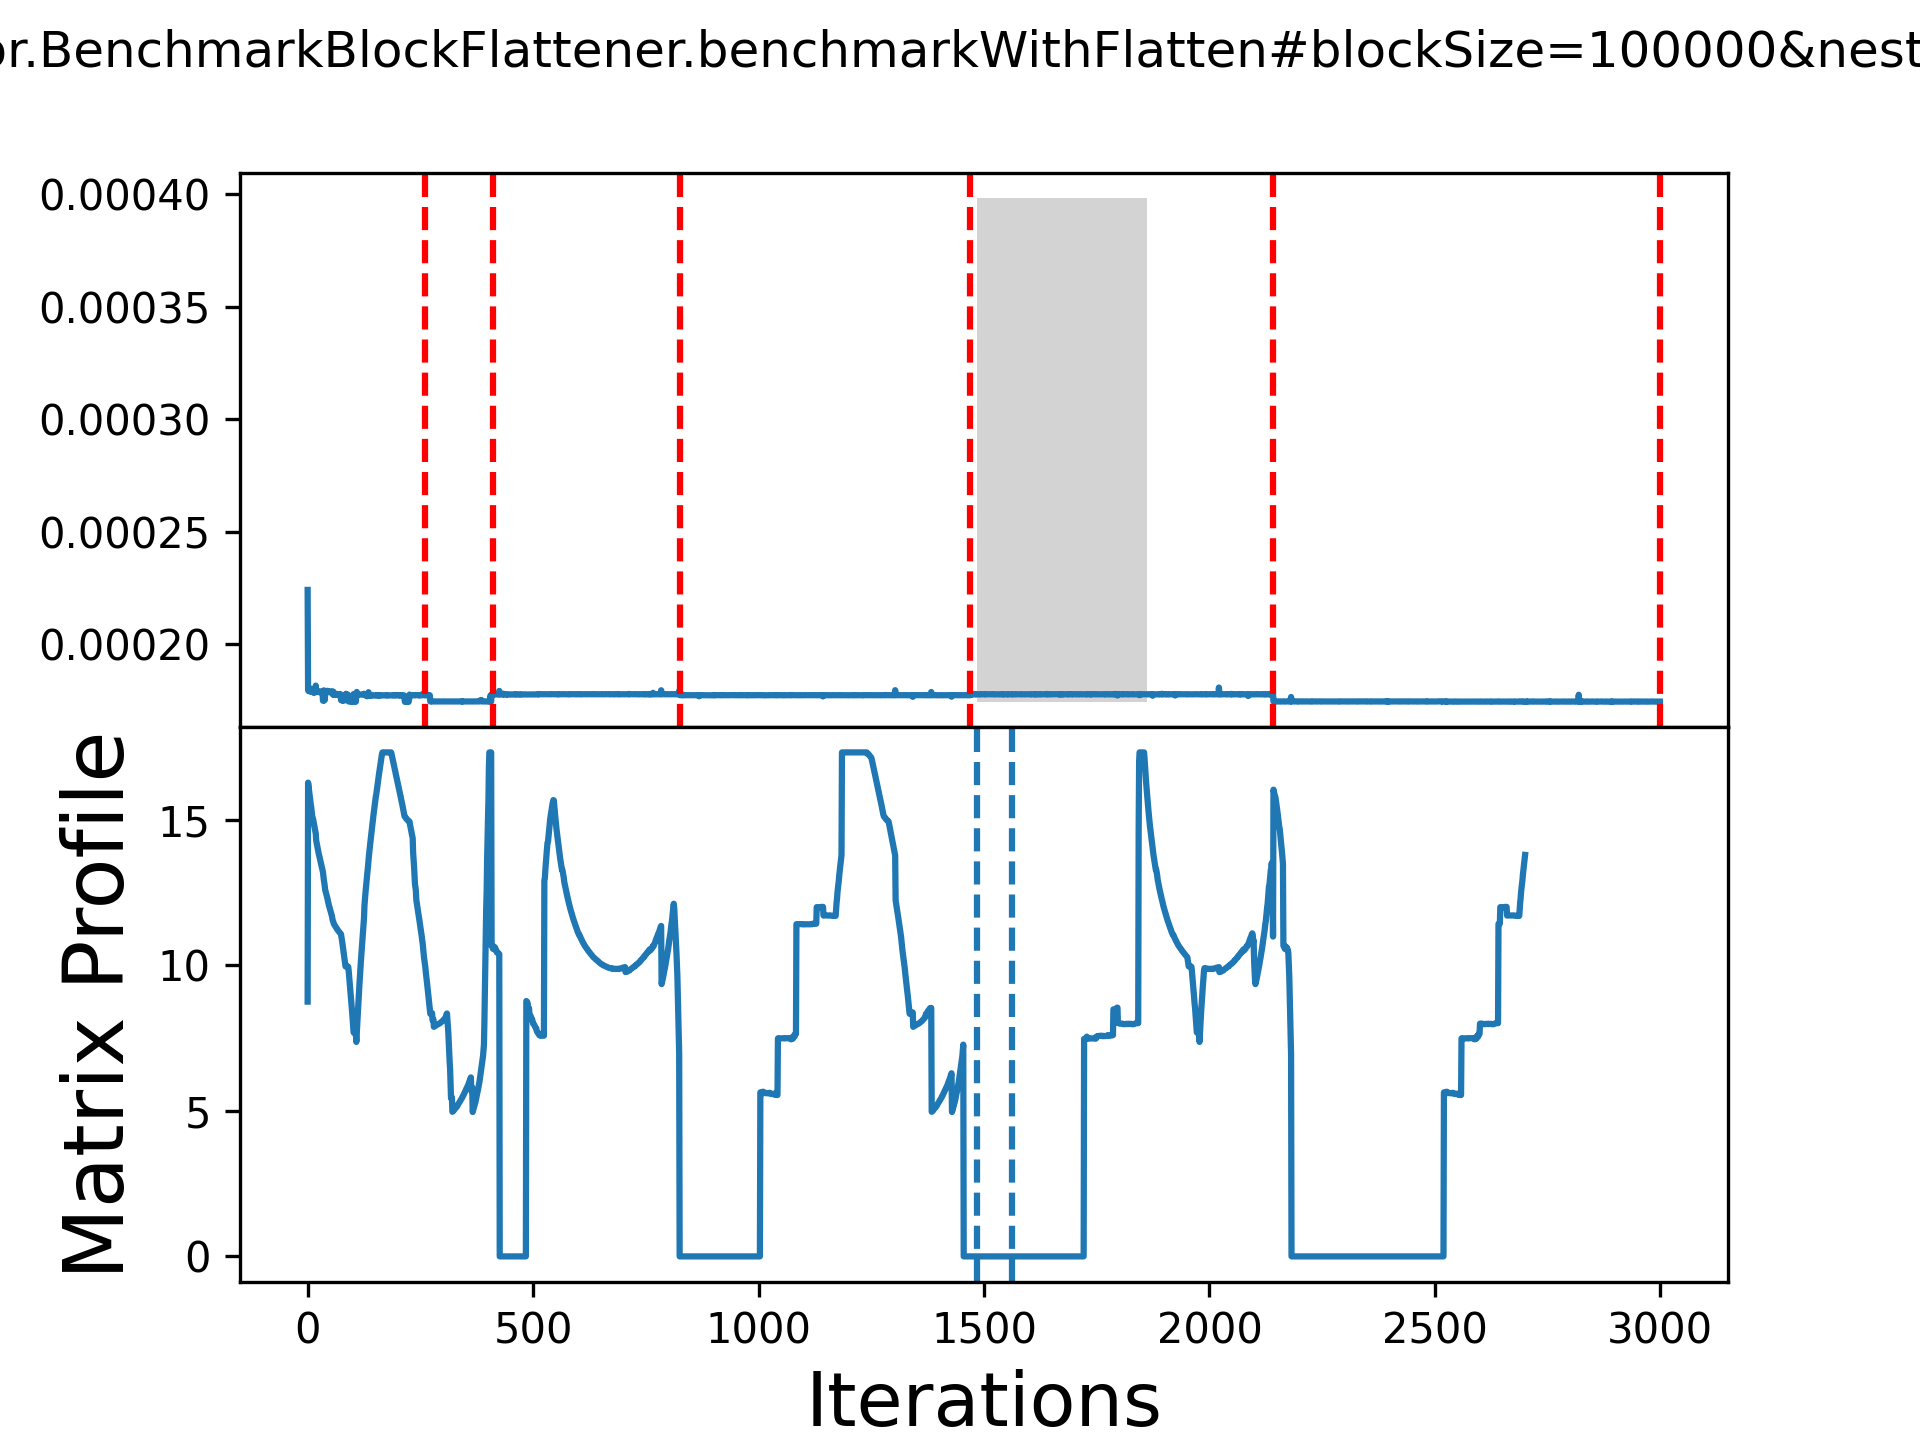 or.BenchmarkBlockFlattener.benchmarkWithFlatten#blockSize=100000&nest
0.00040
0.00035
0.00030
0.00025
0.00020
Matrix Profile
15
10
5
0
0 500 1000 1500 2000 2500 3000
Iterations